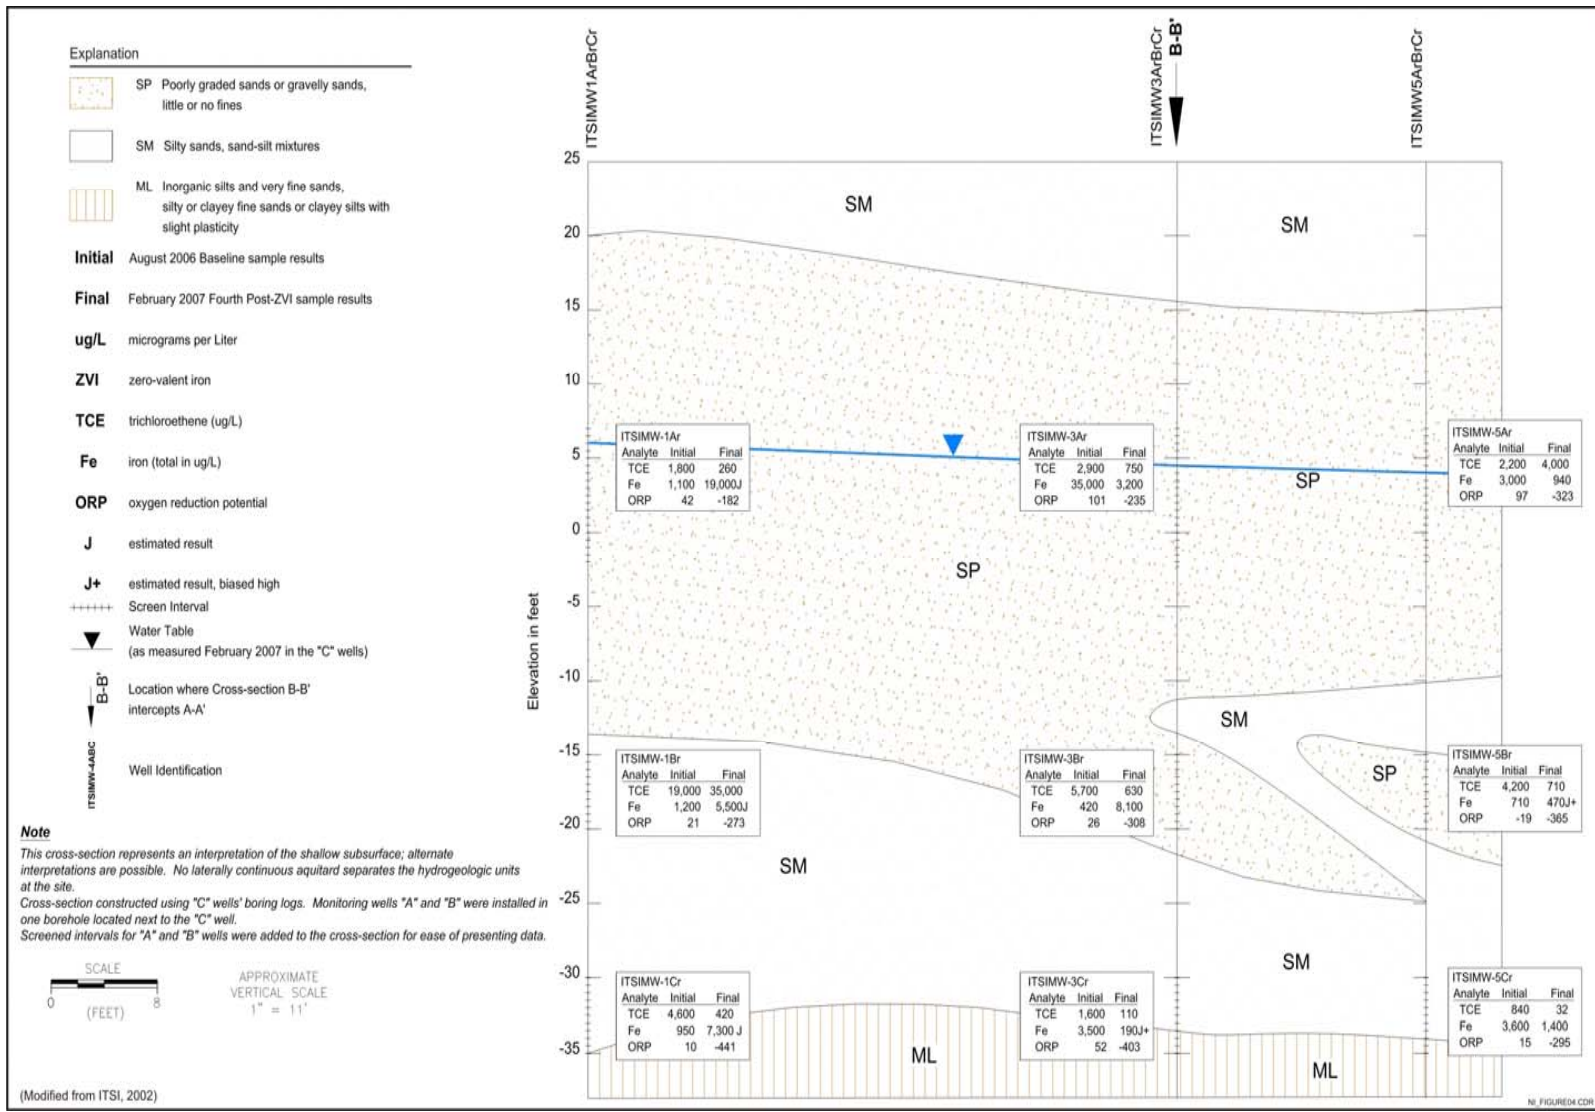 Explanation
SP Poorly graded sands or gravelly sands,
little or no fines
SM Silty sands, sand-silt mixtures
ML Inorganic silts and very fine sands,
silty or clayey fine sands or clayey silts with
slight plasticity
Initial August 2006 Baseline sample results
Final February 2007 Fourth Post-ZVI sample results
ug/L micrograms per Liter
ZVI zero-valent iron
TCE trichloroethene (ug/L)
Fe iron (total in ug/L)
ORP oxygen reduction potential
J estimated result
J+ estimated result, biased high
Screen Interval
Water Table
(as measured February 2007 in the "C" wells)
B-B'
Location where Cross-section B-B'
intercepts A-A'
ITSIMW-4ABC
Well Identification
Note
This cross-section represents an interpretation of the shallow subsurface; alternate
interpretations are possible. No laterally continuous aquitard separates the hydrogeologic units
at the site.
Cross-section constructed using "C" wells' boring logs. Monitoring wells "A" and "B" were installed in
one borehole located next to the "C" well.
Screened intervals for "A" and "B" wells were added to the cross-section for ease of presenting data.
SCALE
0 8
(FEET)
APPROXIMATE
VERTICAL SCALE
1" = 11'
(Modified from ITSI, 2002)
ITSIMW1ArBrCr
ITSIMW3ArBrCr
B-B'
ITSIMW5ArBrCr
Elevation in feet
25
20
15
10
5
0
-5
-10
-15
-20
-25
-30
-35
SM
SM
ITSIMW-1Ar
Analyte Initial Final
TCE 1,800 260
Fe 1,100 19,000J
ORP 42 -182
ITSIMW-3Ar
Analyte Initial Final
TCE 2,900 750
Fe 35,000 3,200
ORP 101 -235
SP
ITSIMW-5Ar
Analyte Initial Final
TCE 2,200 4,000
Fe 3,000 940
ORP 97 -323
SP
SM
ITSIMW-1Br
Analyte Initial Final
TCE 19,000 35,000
Fe 1,200 5,500J
ORP 21 -273
ITSIMW-3Br
Analyte Initial Final
TCE 5,700 630
Fe 420 8,100
ORP 26 -308
SP
ITSIMW-5Br
Analyte Initial Final
TCE 4,200 710
Fe 710 470J+
ORP -19 -365
SM
SM
ITSIMW-1Cr
Analyte Initial Final
TCE 4,600 420
Fe 950 7,300 J
ORP 10 -441
ITSIMW-3Cr
Analyte Initial Final
TCE 1,600 110
Fe 3,500 190J+
ORP 52 -403
ITSIMW-5Cr
Analyte Initial Final
TCE 840 32
Fe 3,600 1,400
ORP 15 -295
ML
ML
NI_FIGURE04.CDR